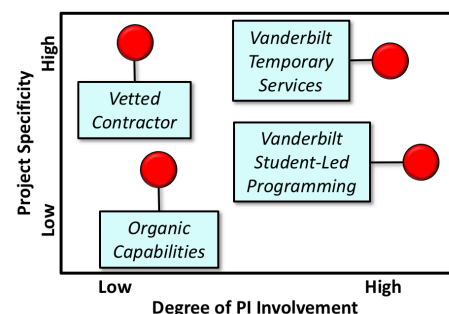 High
Low
Project Specificity
Vetted
Contractor
Vanderbilt
Temporary
Services
Organic
Capabilities
Vanderbilt
Student-Led
Programming
Low
High
Degree of PI Involvement